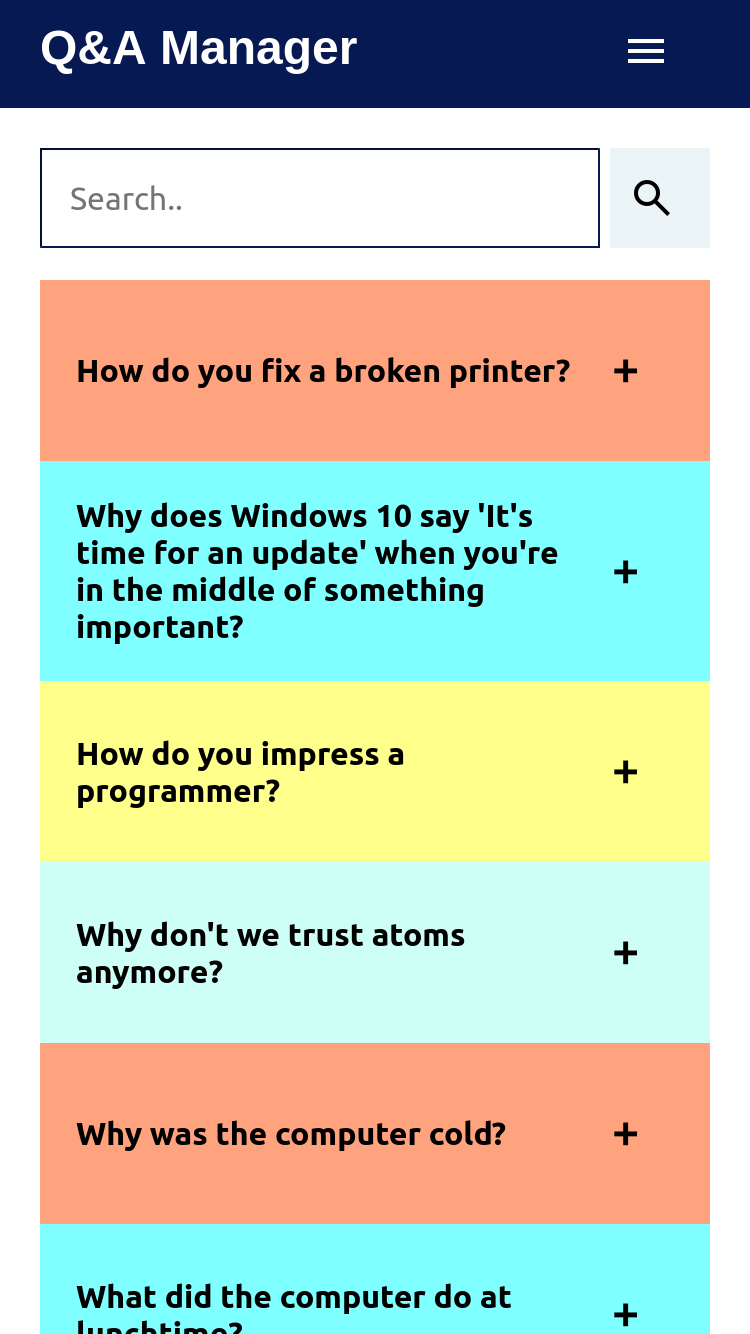 Q&A Manager
Search..
How do you fix a broken printer?
+
Why does Windows 10 say 'It's
time for an update' when you're
in the middle of something
important?
+
How do you impress a
programmer?
+
Why don't we trust atoms
anymore?
+
Why was the computer cold?
+
What did the computer do at
lunchtime?
+